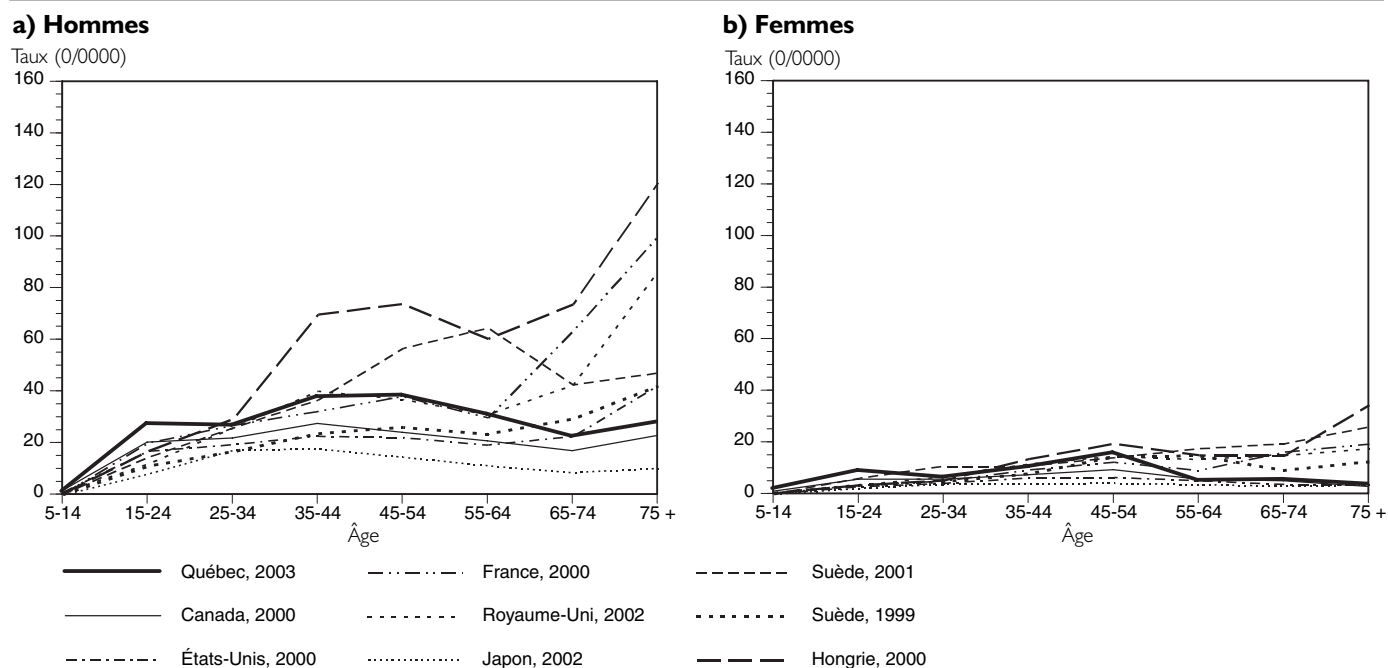 a) Hommes
Taux (0/0000)
160
140
120
100
80
60
40
20
0
5-14 15-24 25-34 35-44 45-54 55-64 65-74 75 +
Âge
b) Femmes
Taux (0/0000)
160
140
120
100
80
60
40
20
0
5-14 15-24 25-34 35-44 45-54 55-64 65-74 75 +
Âge
Québec, 2003 France, 2000 Suède, 2001
Canada, 2000 Royaume-Uni, 2002 Suède, 1999
États-Unis, 2000 Japon, 2002 Hongrie, 2000